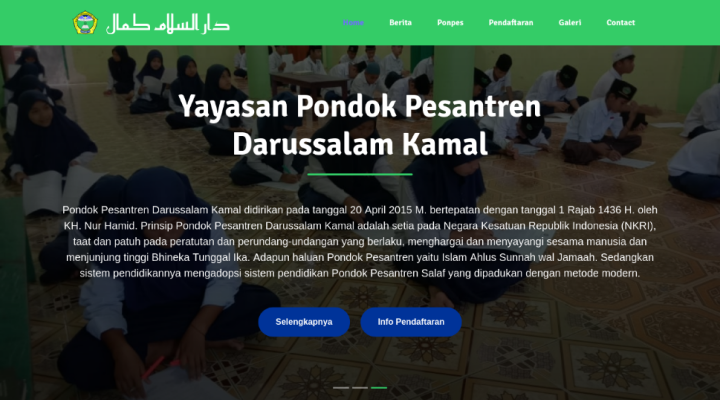 دار السلام كمال
Home Berita Ponpes Pendaftaran Galeri Contact
Yayasan Pondok Pesantren
Darussalam Kamal
Pondok Pesantren Darussalam Kamal didirikan pada tanggal 20 April 2015 M. bertepatan dengan tanggal 1 Rajab 1436 H. oleh
KH. Nur Hamid. Prinsip Pondok Pesantren Darussalam Kamal adalah setia pada Negara Kesatuan Republik Indonesia (NKRI),
taat dan patuh pada peratutan dan perundang-undangan yang berlaku, menghargai dan menyayangi sesama manusia dan
menjunjung tinggi Bhineka Tunggal Ika. Adapun haluan Pondok Pesantren yaitu Islam Ahlus Sunnah wal Jamaah. Sedangkan
sistem pendidikannya mengadopsi sistem pendidikan Pondok Pesantren Salaf yang dipadukan dengan metode modern.
Selengkapnya Info Pendaftaran